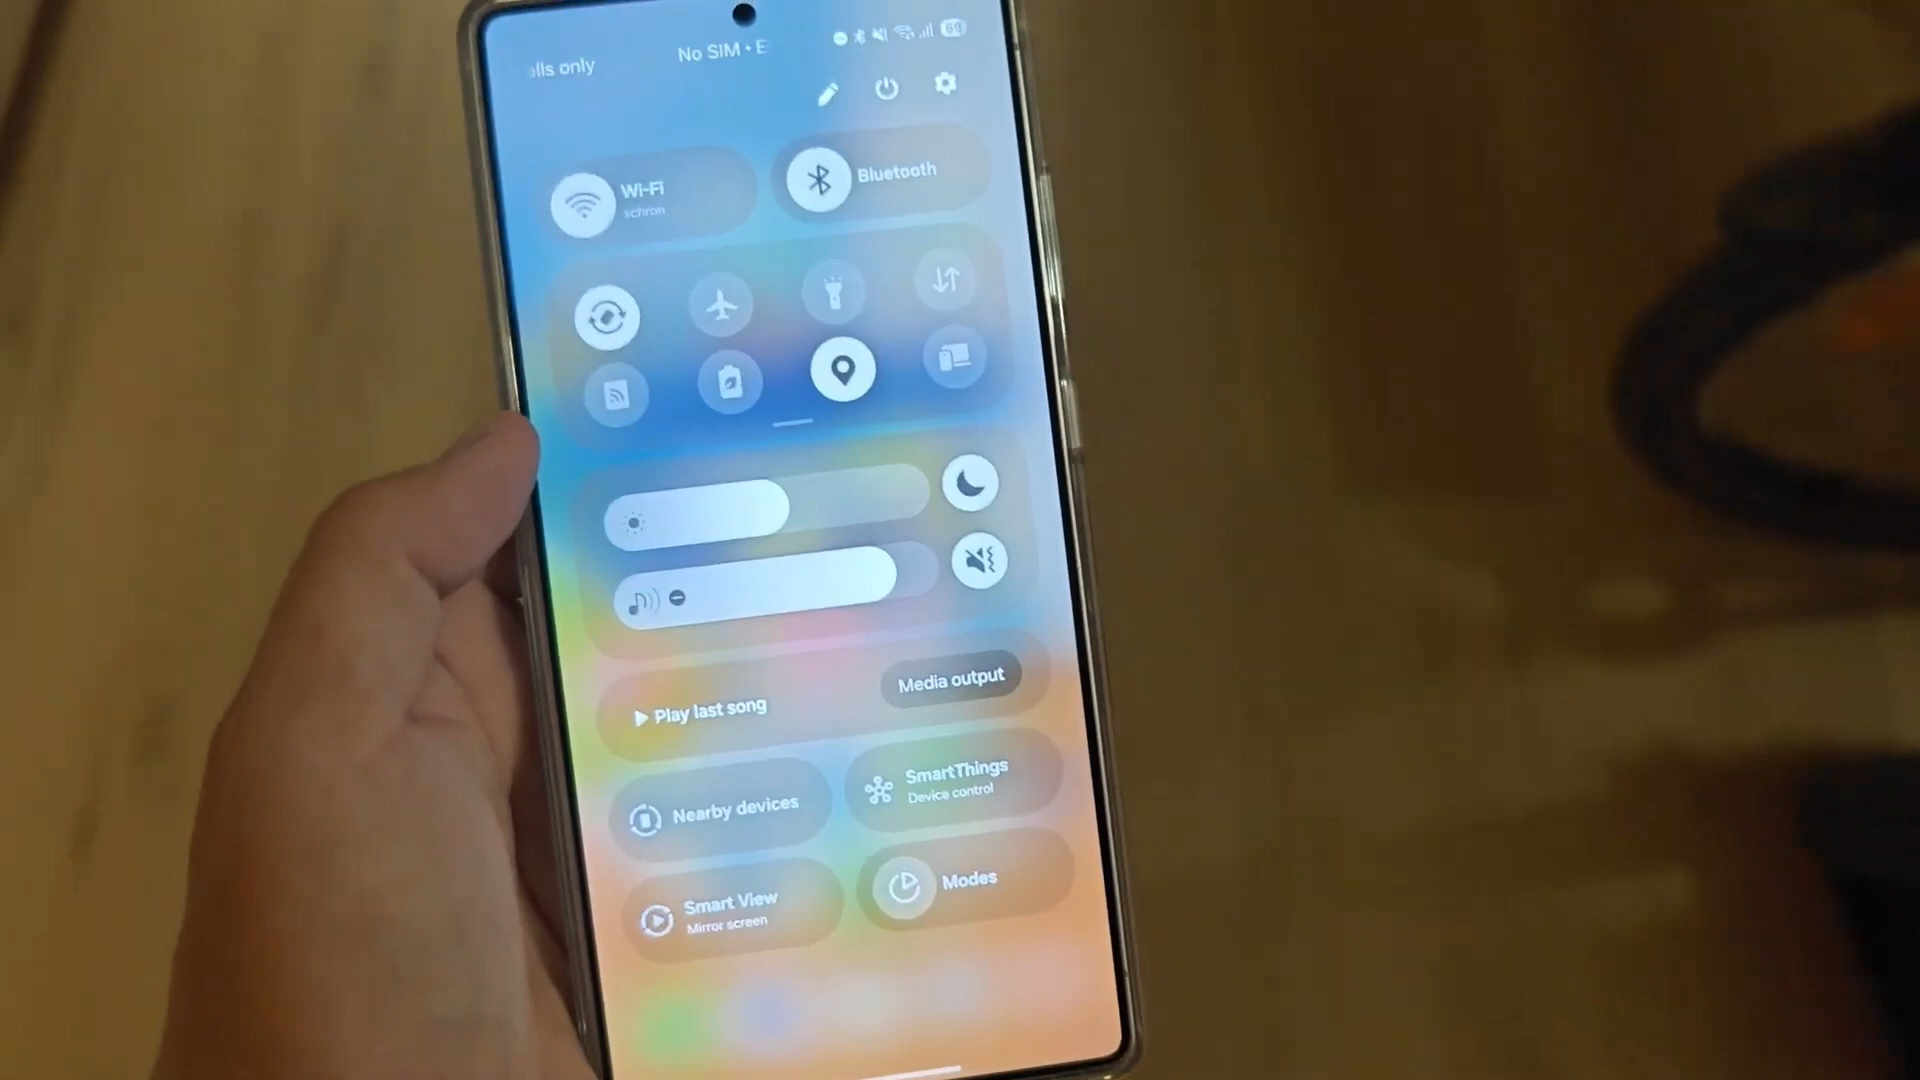 alls only
No SIM • E
69
Wi-Fi
schron
Bluetooth
Play last song
Media output
Nearby devices
SmartThings
Device control
Smart View
Mirror screen
Modes